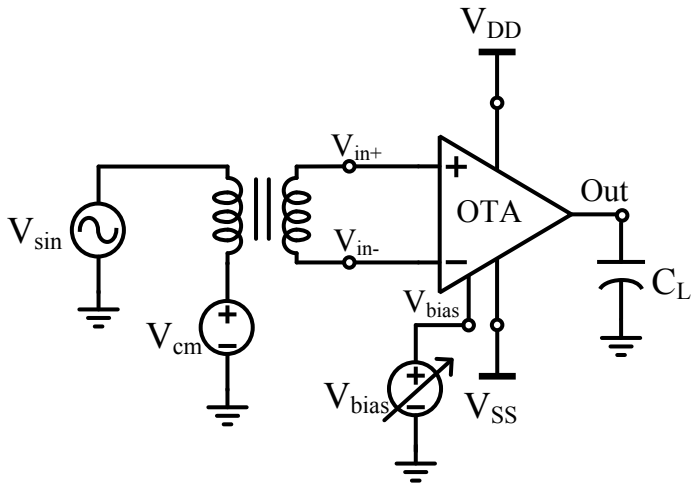 V_DD
V_in+
+
OTA
Out
V_sin
V_in-
−
C_L
V_bias
V_cm
+
−
V_bias
+
−
V_SS